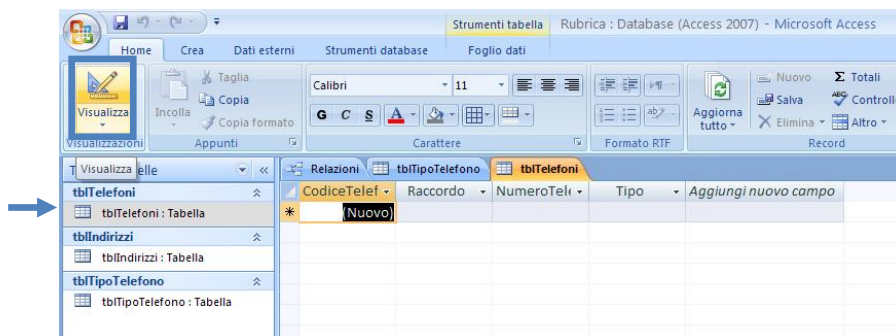 Strumenti tabella Rubrica : Database (Access 2007) - Microsoft Access
Home Crea Dati esterni Strumenti database Foglio dati
Visualizza
Visualizzazioni
Incolla
Taglia
Copia
Copia formato
Appunti
Calibri 11
G C S A
Carattere
Formato RTF
Aggiorna
tutto
Nuovo
Salva
Elimina
Σ Totali
Altro
Record
Visualizza
tblTelefoni
tblTelefoni : Tabella
tblIndirizzi
tblIndirizzi : Tabella
tblTipoTelefono
tblTipoTelefono : Tabella
Relazioni tblTipoTelefono tblTelefoni
CodiceTelef Raccordo NumeroTele Tipo Aggiungi nuovo campo
* (Nuovo)